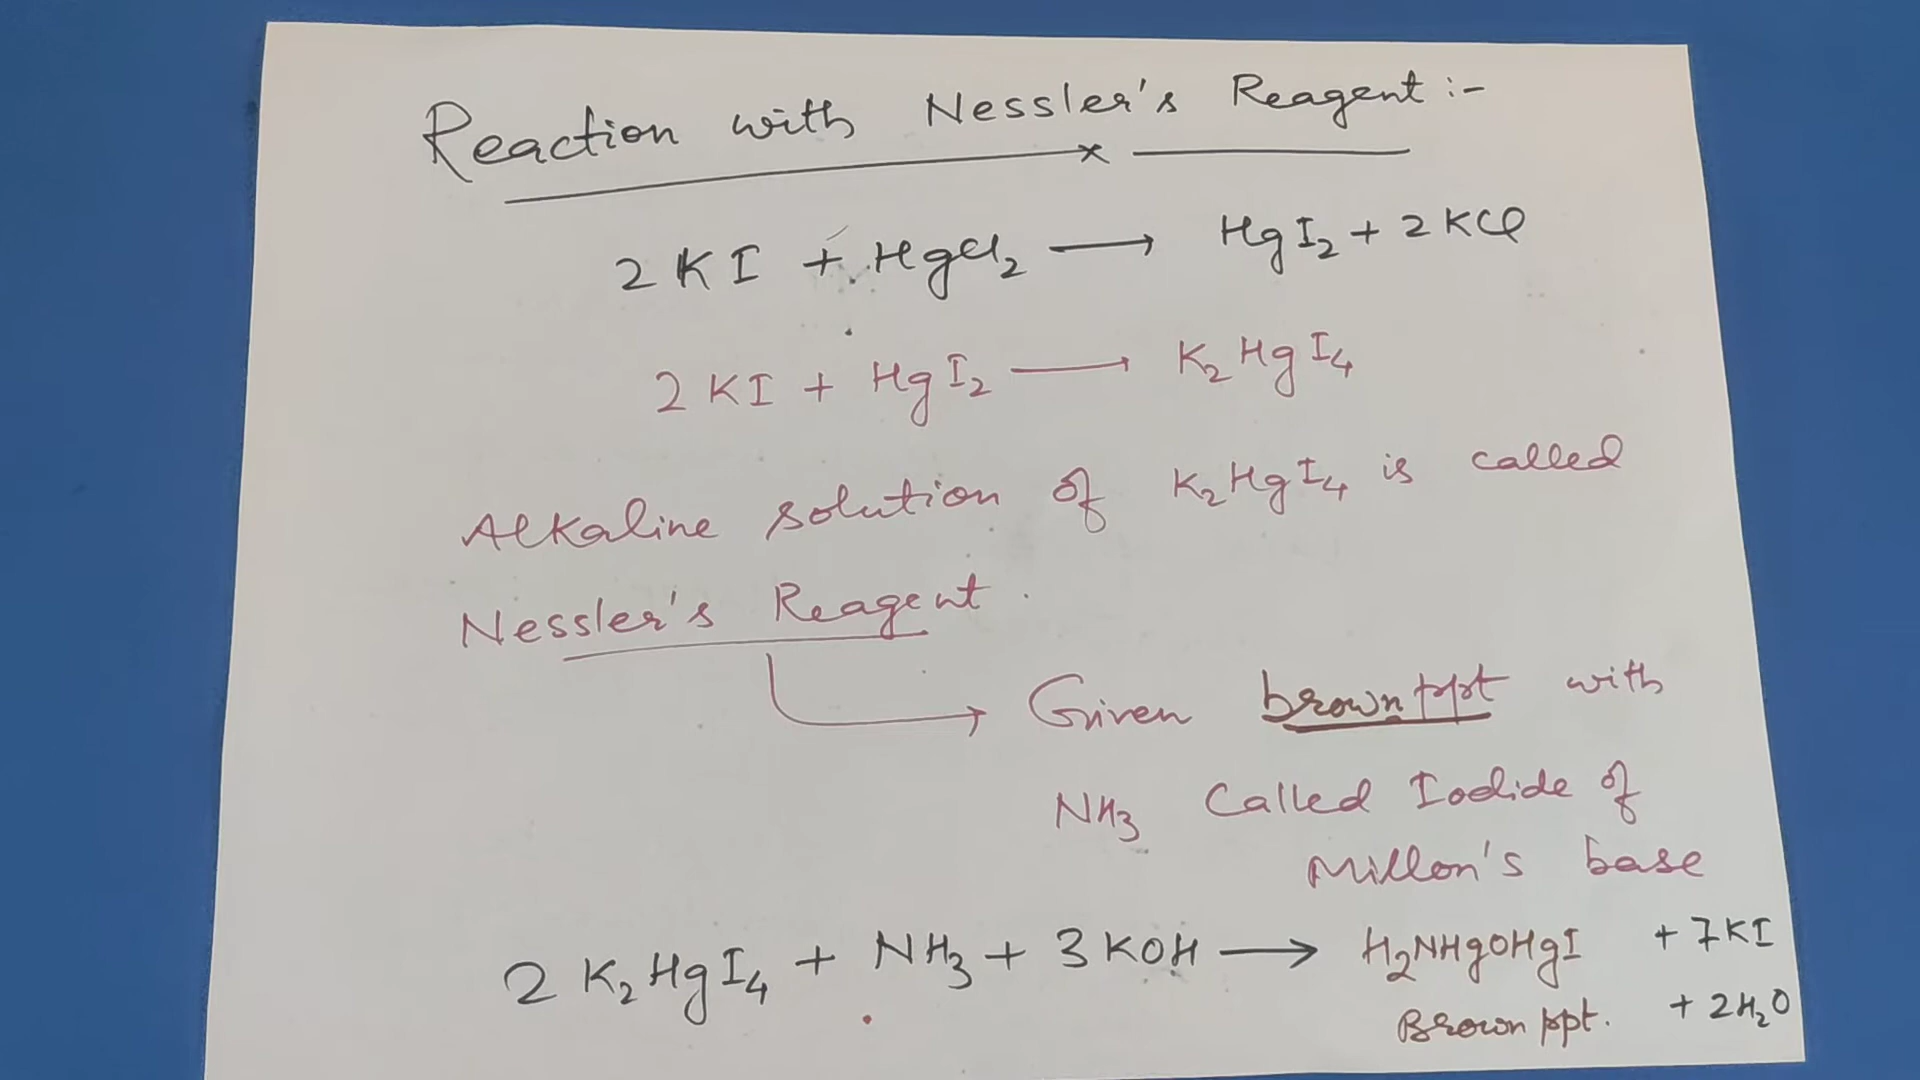 Reaction with Nessler's Reagent :-
2KI + HgCl₂ ⟶ HgI₂ + 2KCl
2KI + HgI₂ ⟶ K₂HgI₄
Alkaline solution of K₂HgI₄ is called
Nessler's Reagent.
Given brown ppt with
NH₃ Called Iodide of
Millon's base
2K₂HgI₄ + NH₃ + 3KOH ⟶ H₂NHgOHgI + 7KI
Brown ppt. + 2H₂O